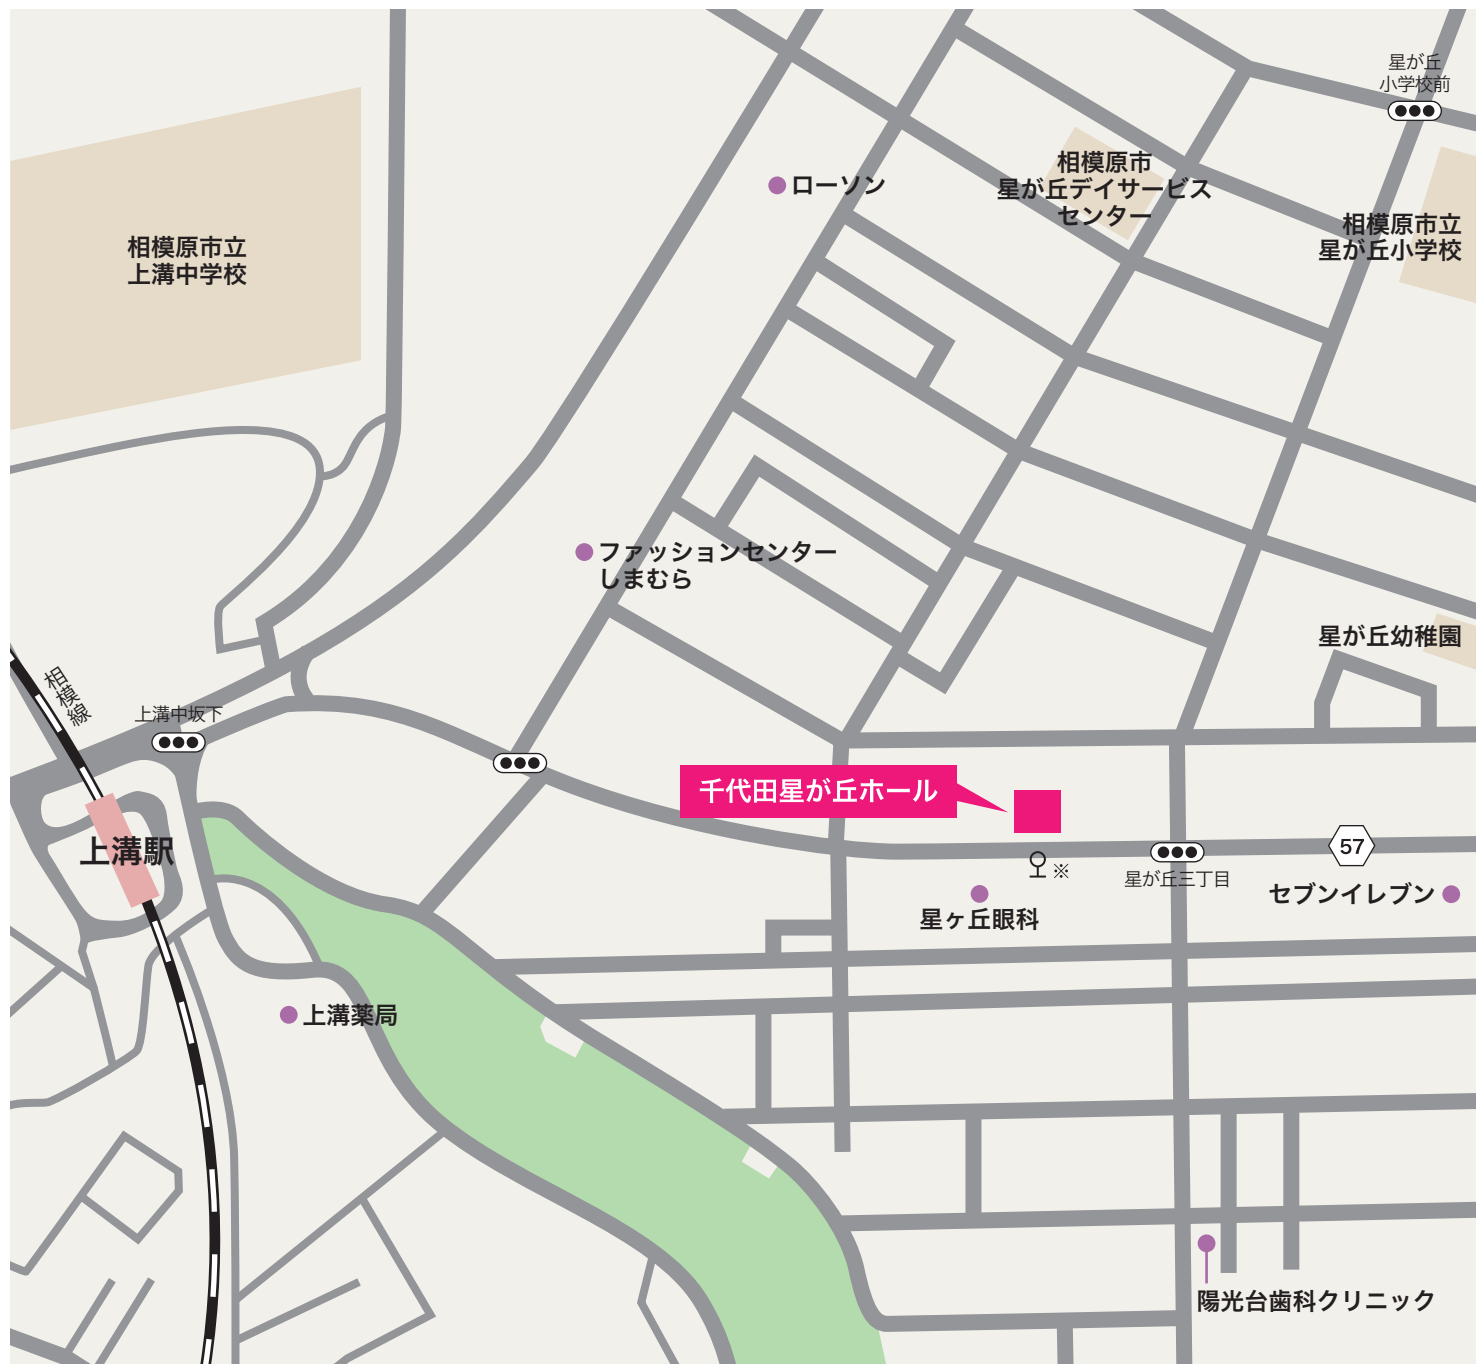 星が丘
小学校前
相模原市
星が丘デイサービス
センター
ローソン
相模原市立
星が丘小学校
相模原市立
上溝中学校
ファッションセンター
しまむら
星が丘幼稚園
相模線
上溝中坂下
千代田星が丘ホール
57
上溝駅
※
星が丘三丁目
セブンイレブン
星ヶ丘眼科
上溝薬局
陽光台歯科クリニック